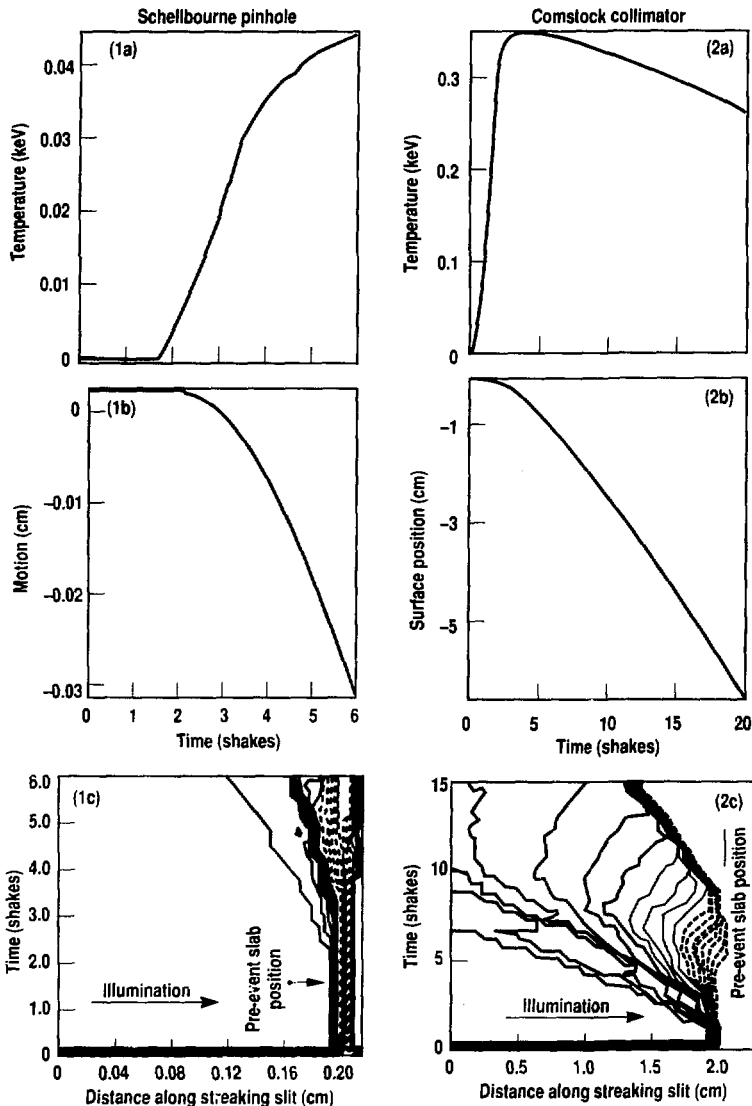 Schellbourne pinhole
Comstock collimator
(1a)
Temperature (keV)
0.04
0.03
0.02
0.01
0
(2a)
Temperature (keV)
0.3
0.2
0.1
0
(1b)
Motion (cm)
0
−0.01
−0.02
−0.03
0 1 2 3 4 5 6
Time (shakes)
(2b)
Surface position (cm)
−1
−3
−5
0 5 10 15 20
Time (shakes)
(1c)
Time (shakes)
6.0
5.0
4.0
3.0
2.0
1.0
0
Illumination
Pre-event slab
position
0 0.04 0.12 0.20
Distance along streaking slit (cm)
(2c)
Time (shakes)
15
10
5
0
Illumination
Pre-event slab position
0 0.5 1.0 1.5 2.0
Distance along streaking slit (cm)